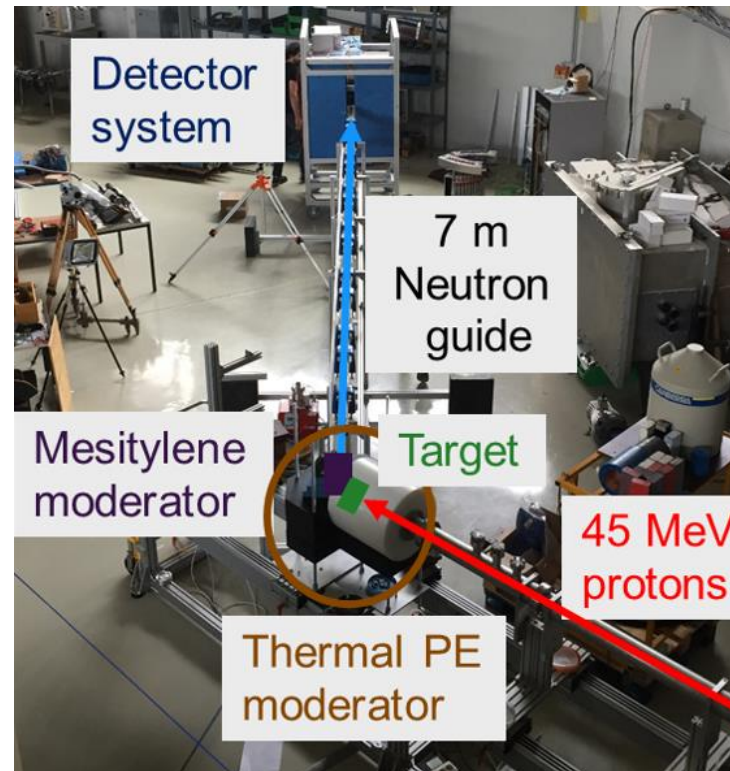 Detector
system
7 m
Neutron
guide
Mesitylene
moderator
Target
45 MeV
protons
Thermal PE
moderator